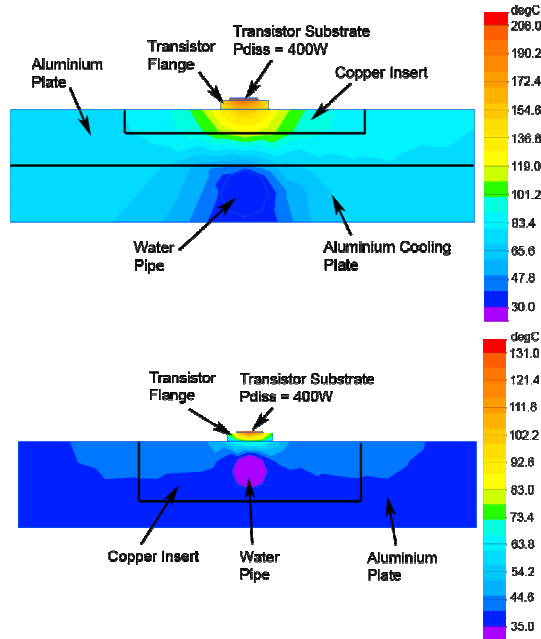 degC
Transistor Substrate
Pdiss = 400W
Transistor
Flange
Aluminium
Plate
Copper Insert
208.0
190.2
172.4
154.6
136.8
119.0
101.2
83.4
65.6
47.8
30.0
Water
Pipe
Aluminium Cooling
Plate
degC
Transistor
Flange
Transistor Substrate
Pdiss = 400W
131.0
121.4
111.8
102.2
92.6
83.0
73.4
63.8
54.2
44.6
35.0
Copper Insert
Water
Pipe
Aluminium
Plate